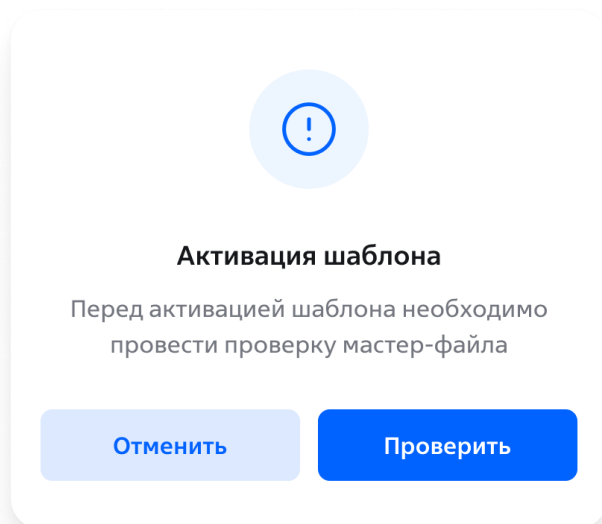 Активация шаблона
Перед активацией шаблона необходимо
провести проверку мастер-файла
Отменить
Проверить